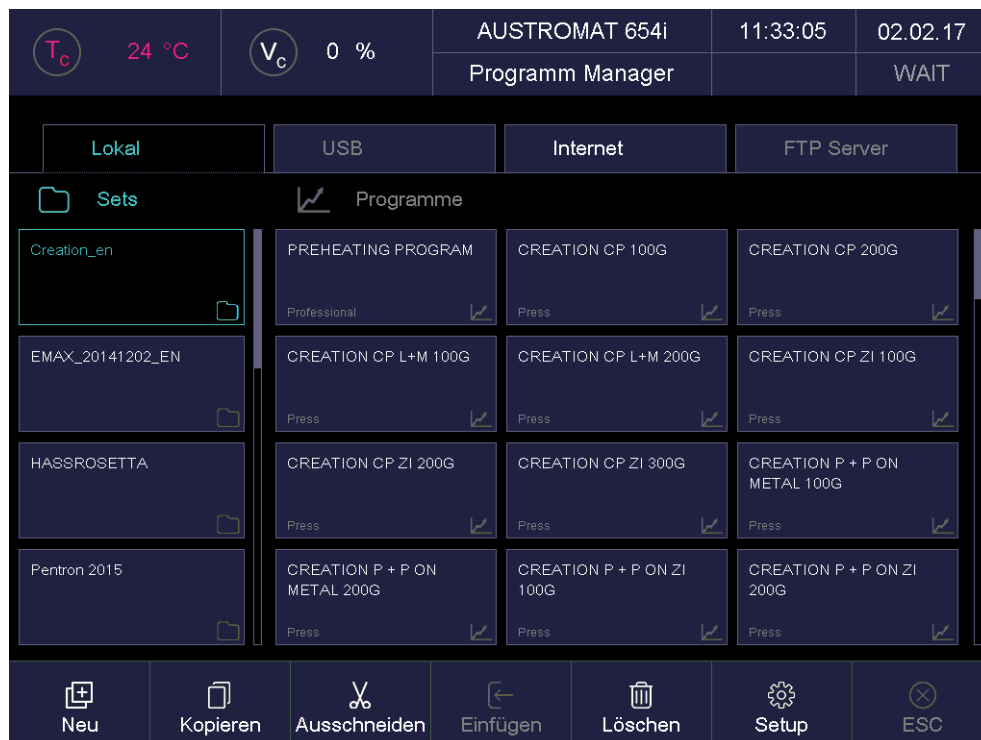 Tc 24 °C Vc 0 % AUSTROMAT 654i 11:33:05 02.02.17
Programm Manager WAIT
Lokal USB Internet FTP Server
Sets Programme
Creation_en
EMAX_20141202_EN
HASSROSETTA
Pentron 2015
PREHEATING PROGRAM
Professional
CREATION CP 100G
Press
CREATION CP 200G
Press
CREATION CP L+M 100G
Press
CREATION CP L+M 200G
Press
CREATION CP ZI 100G
Press
CREATION CP ZI 200G
Press
CREATION CP ZI 300G
Press
CREATION P + P ON
METAL 100G
Press
CREATION P + P ON
METAL 200G
Press
CREATION P + P ON ZI
100G
Press
CREATION P + P ON ZI
200G
Press
Neu Kopieren Ausschneiden Einfügen Löschen Setup ESC